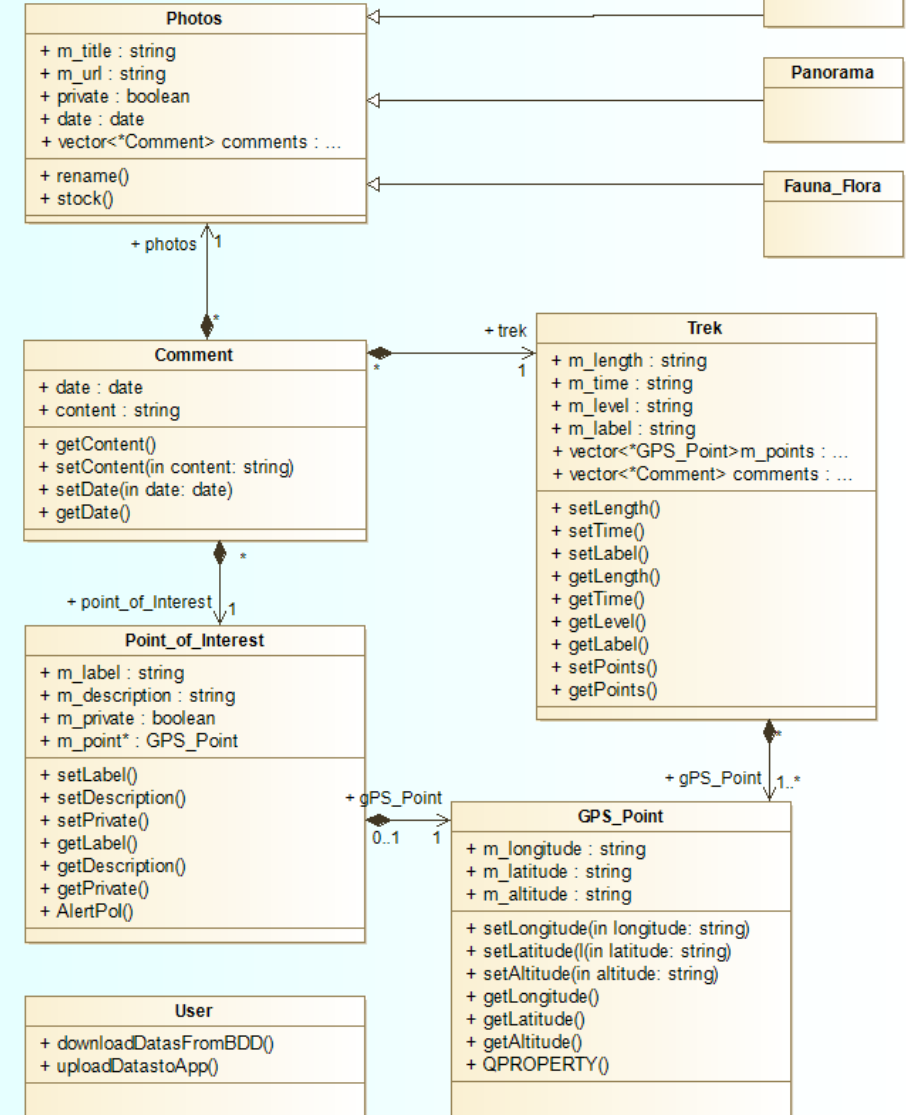 Photos
+ m_title : string
+ m_url : string
+ private : boolean
+ date : date
+ vector<*Comment> comments : ...
+ rename()
+ stock()
Panorama
Fauna_Flora
+ photos
1
*
Comment
+ date : date
+ content : string
+ getContent()
+ setContent(in content: string)
+ setDate(in date: date)
+ getDate()
*
+ trek
1
Trek
+ m_length : string
+ m_time : string
+ m_level : string
+ m_label : string
+ vector<*GPS_Point>m_points : ...
+ vector<*Comment> comments : ...
+ setLength()
+ setTime()
+ setLabel()
+ getLength()
+ getTime()
+ getLevel()
+ getLabel()
+ setPoints()
+ getPoints()
*
+ point_of_Interest
1
Point_of_Interest
+ m_label : string
+ m_description : string
+ m_private : boolean
+ m_point* : GPS_Point
+ setLabel()
+ setDescription()
+ setPrivate()
+ getLabel()
+ getDescription()
+ getPrivate()
+ AlertPoI()
+ gPS_Point
0..1
1
*
+ gPS_Point
1..*
GPS_Point
+ m_longitude : string
+ m_latitude : string
+ m_altitude : string
+ setLongitude(in longitude: string)
+ setLatitude(l(in latitude: string)
+ setAltitude(in altitude: string)
+ getLongitude()
+ getLatitude()
+ getAltitude()
+ QPROPERTY()
User
+ downloadDatasFromBDD()
+ uploadDatastoApp()